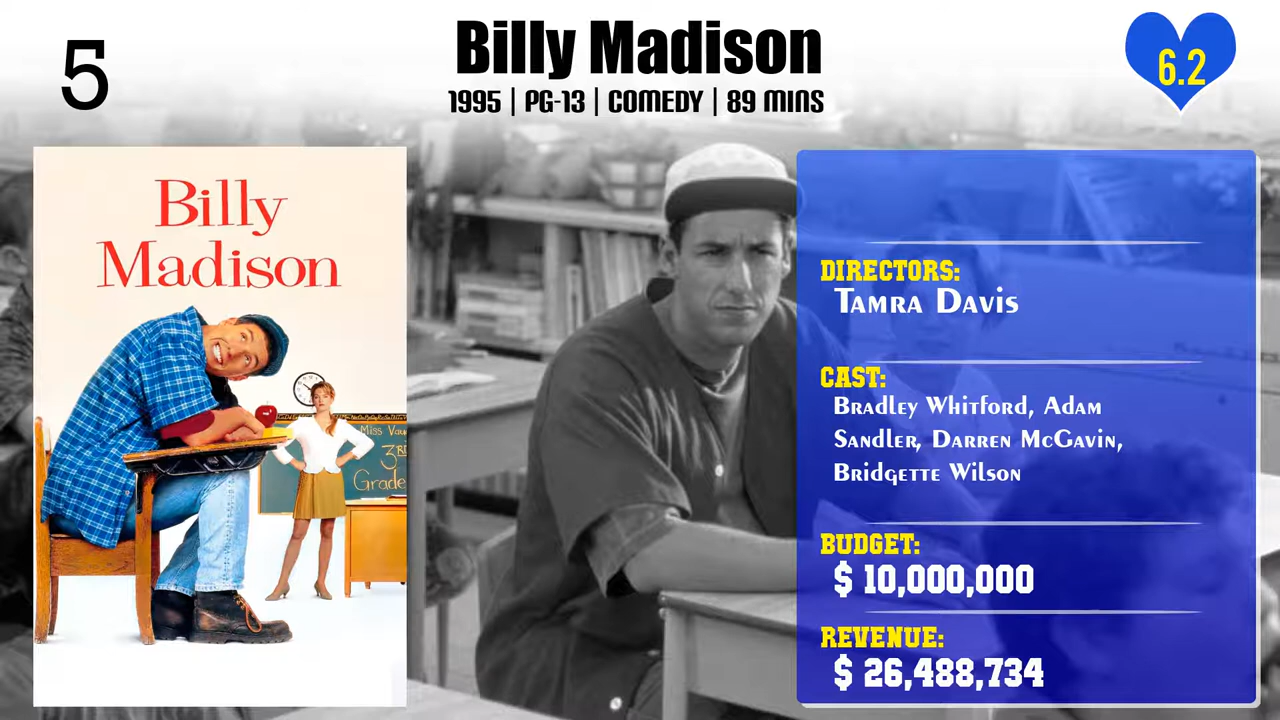 5
Billy Madison
1995 | PG-13 | COMEDY | 89 MINS
6.2
Billy
Madison
Miss Vau
3RD
Grade
DIRECTORS:
TAMRA DAVIS
CAST:
BRADLEY WHITFORD, ADAM
SANDLER, DARREN MCGAVIN,
BRIDGETTE WILSON
BUDGET:
$ 10,000,000
REVENUE:
$ 26,488,734